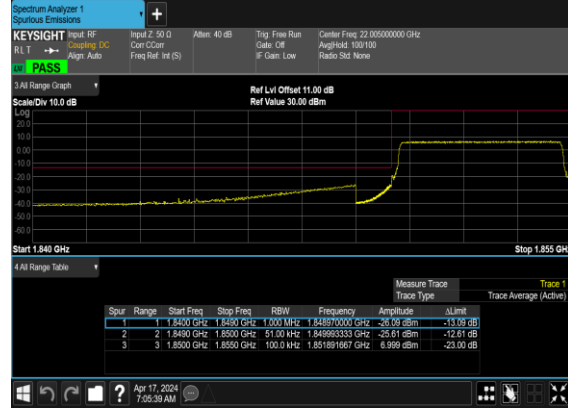 Spectrum Analyzer 1
Spurious Emissions
+
KEYSIGHT Input: RF Input Z: 50 Ω Atten: 40 dB Trig: Free Run Center Freq: 22.005000000 GHz
RLT Coupling: DC Corr CCorr Gate: Off Avg|Hold: 100/100
Align: Auto Freq Ref: Int (S) IF Gain: Low Radio Std: None
PASS
3 All Range Graph
Ref Lvl Offset 11.00 dB
Scale/Div 10.0 dB Ref Value 30.00 dBm
Log
20.0
10.0
0.00
-10.0
-20.0
-30.0
-40.0
-50.0
-60.0
Start 1.840 GHz Stop 1.855 GH
4 All Range Table
Measure Trace Trace 1
Trace Type Trace Average (Active)
Spur Range Start Freq Stop Freq RBW Frequency Amplitude ΔLimit
1 1 1.8400 GHz 1.8490 GHz 1.000 MHz 1.848970000 GHz -26.09 dBm -13.09 dB
2 2 1.8490 GHz 1.8500 GHz 51.00 kHz 1.849993333 GHz -25.61 dBm -12.61 dB
3 3 1.8500 GHz 1.8550 GHz 100.0 kHz 1.851891667 GHz 6.999 dBm -23.00 dB
?
Apr 17, 2024
7:05:39 AM